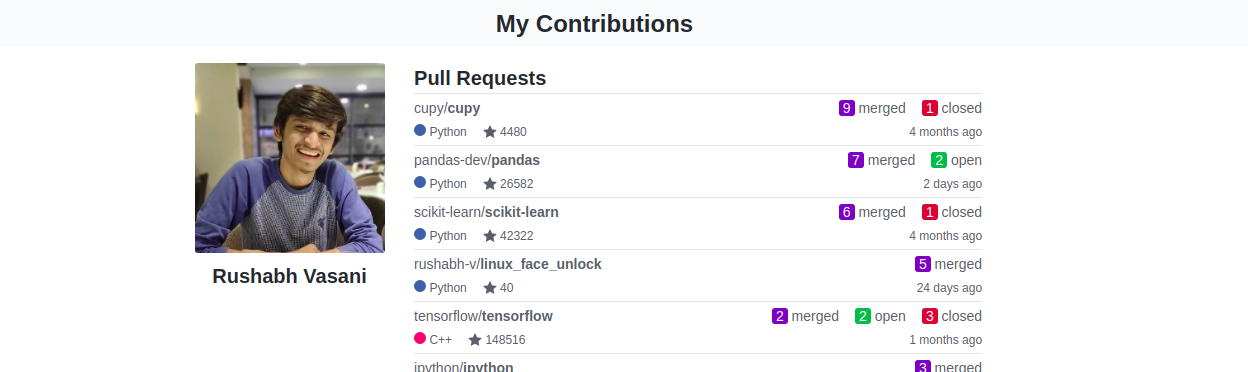 My Contributions
Rushabh Vasani
Pull Requests
cupy/cupy 9 merged 1 closed
Python 4480 4 months ago
pandas-dev/pandas 7 merged 2 open
Python 26582 2 days ago
scikit-learn/scikit-learn 6 merged 1 closed
Python 42322 4 months ago
rushabh-v/linux_face_unlock 5 merged
Python 40 24 days ago
tensorflow/tensorflow 2 merged 2 open 3 closed
C++ 148516 1 months ago
ipython/ipython 3 merged